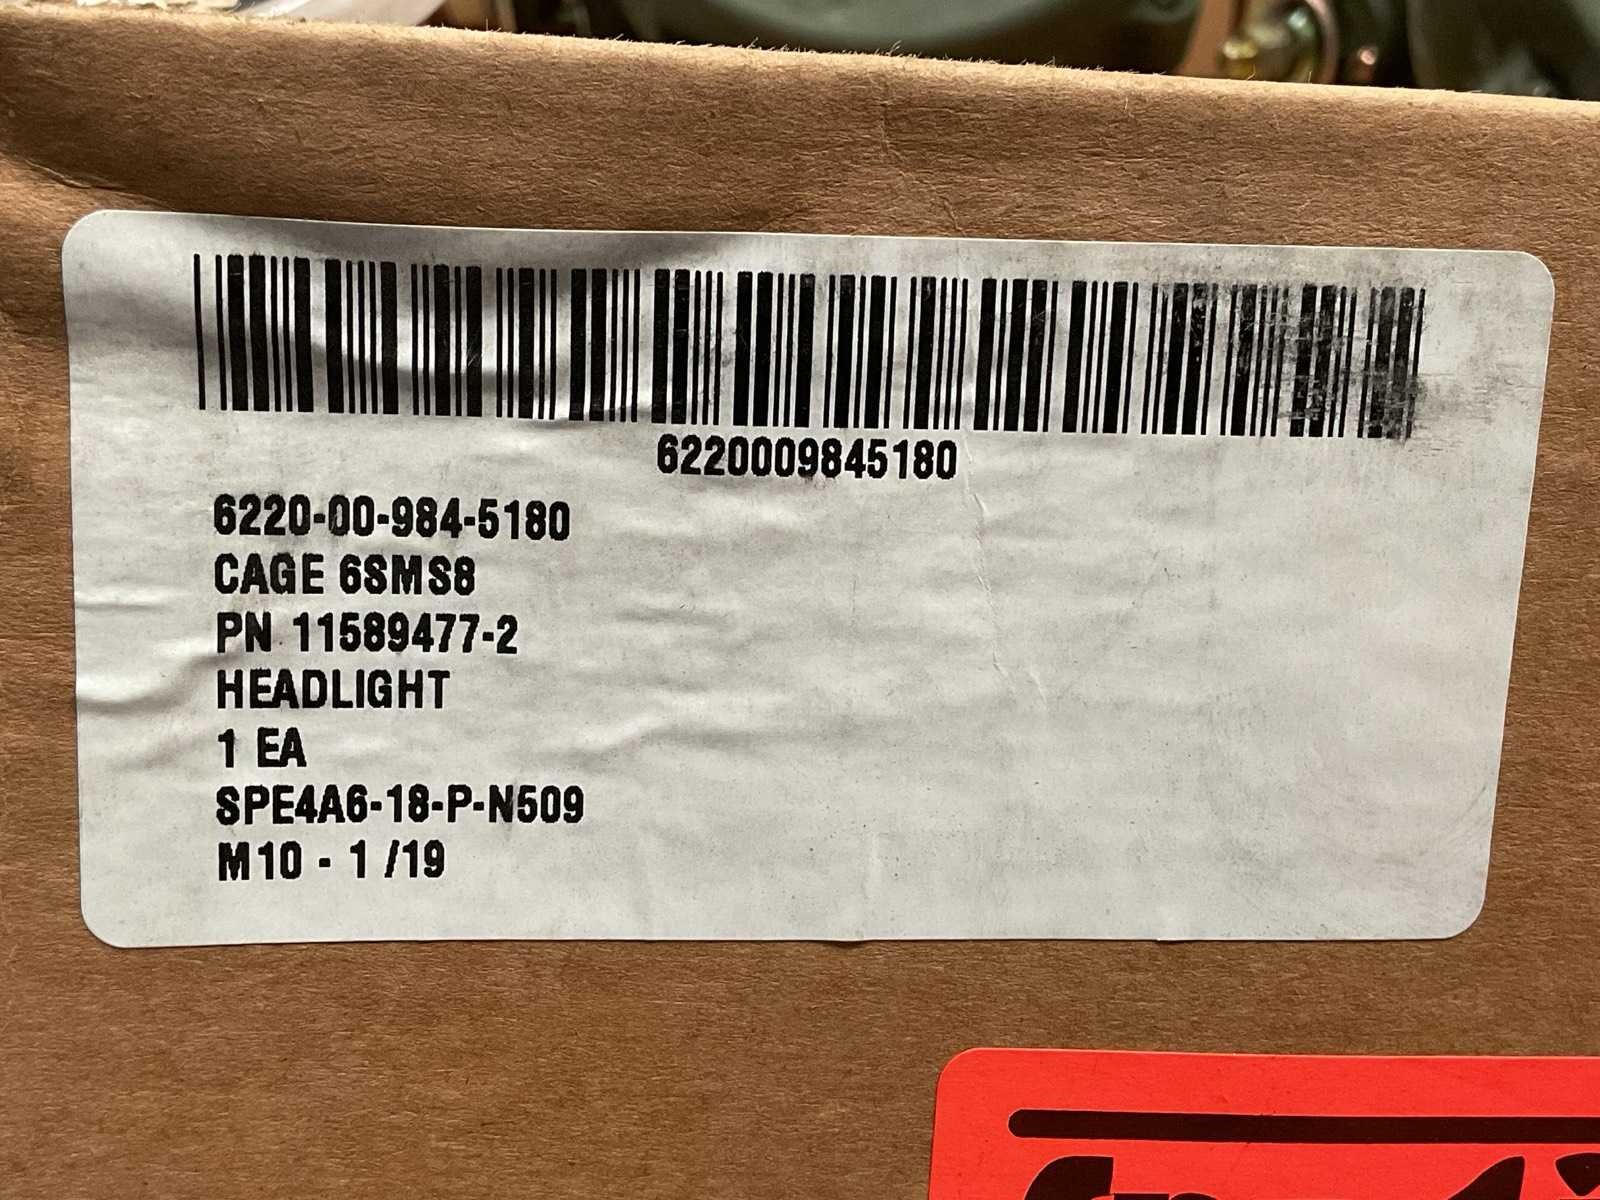 6220009845180
6220-00-984-5180
CAGE 6SMS8
PN 11589477-2
HEADLIGHT
1 EA
SPE4A6-18-P-N509
M10 - 1 /19